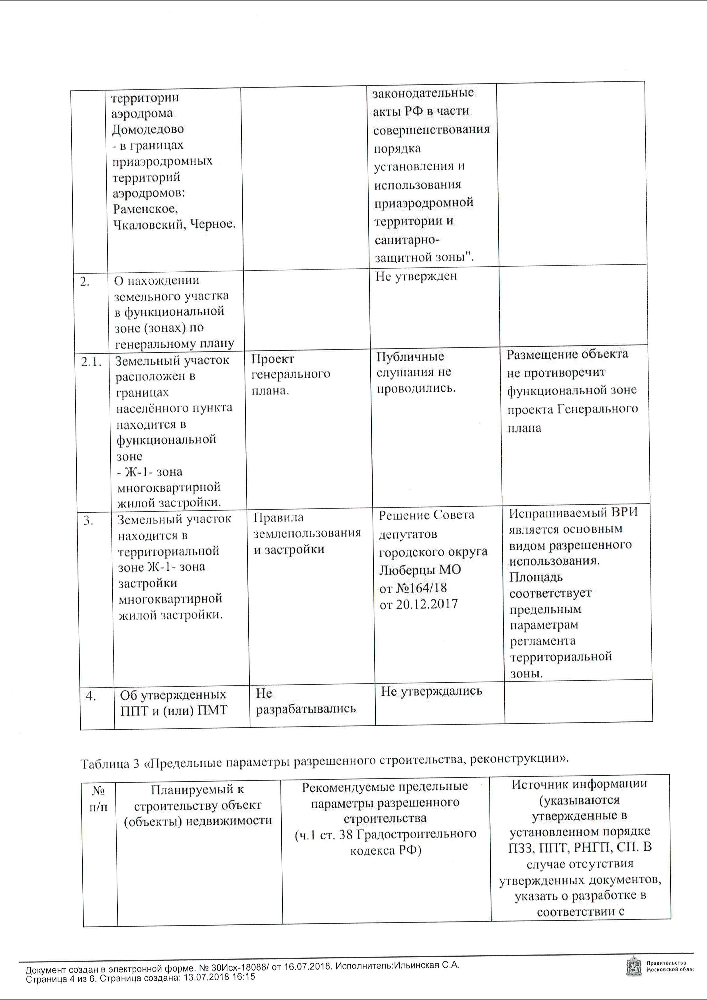 территории
аэродрома
Домодедово
- в границах
приаэродромных
территорий
аэродромов:
Раменское,
Чкаловский, Черное.
законодательные
акты РФ в части
совершенствования
порядка
установления и
использования
приаэродромной
территории и
санитарно-
защитной зоны".
2.
О нахождении
земельного участка
в функциональной
зоне (зонах) по
генеральному плану
Не утвержден
2.1.
Земельный участок
расположен в
границах
населённого пункта
находится в
функциональной
зоне
- Ж-1- зона
многоквартирной
жилой застройки.
Проект
генерального
плана.
Публичные
слушания не
проводились.
Размещение объекта
не противоречит
функциональной зоне
проекта Генерального
плана
3.
Земельный участок
находится в
территориальной
зоне Ж-1- зона
застройки
многоквартирной
жилой застройки.
Правила
землепользования
и застройки
Решение Совета
депутатов
городского округа
Люберцы МО
от №164/18
от 20.12.2017
Испрашиваемый ВРИ
является основным
видом разрешенного
использования.
Площадь
соответствует
предельным
параметрам
регламента
территориальной
зоны.
4.
Об утвержденных
ППТ и (или) ПМТ
Не
разрабатывались
Не утверждались
Таблица 3 «Предельные параметры разрешенного строительства, реконструкции».
№
п/п
Планируемый к
строительству объект
(объекты) недвижимости
Рекомендуемые предельные
параметры разрешенного
строительства
(ч.1 ст. 38 Градостроительного
кодекса РФ)
Источник информации
(указываются
утвержденные в
установленном порядке
ПЗЗ, ППТ, РНГП, СП. В
случае отсутствия
утвержденных документов,
указать о разработке в
соответствии с
Документ создан в электронной форме. № 30Исх-18088/ от 16.07.2018. Исполнитель:Ильинская С.А.
Страница 4 из 6. Страница создана: 13.07.2018 16:15
Правительство
Московской облас